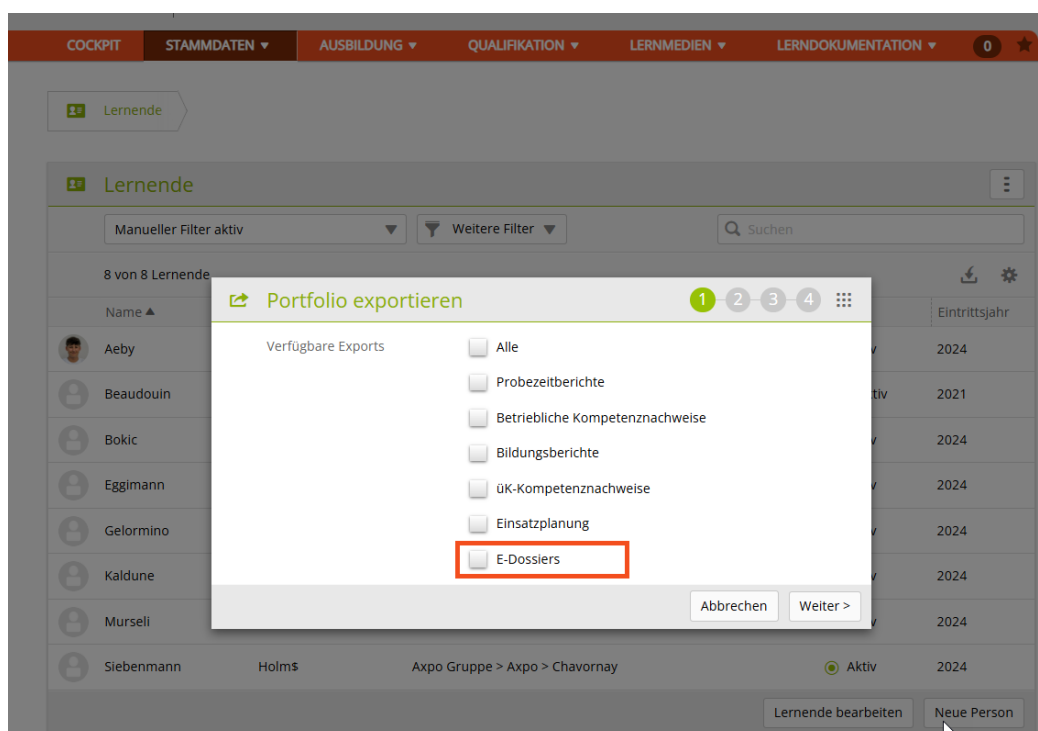 COCKPIT STAMMDATEN ▼ AUSBILDUNG ▼ QUALIFIKATION ▼ LERNMEDIEN ▼ LERNDOKUMENTATION ▼ 0
Lernende
Lernende
Manueller Filter aktiv Weitere Filter Suchen
8 von 8 Lernende
Portfolio exportieren 1 2 3 4
Name ▲ Eintrittsjahr
Verfügbare Exports Alle
Aeby v 2024
Probezeitberichte
Beaudouin tiv 2021
Betriebliche Kompetenznachweise
Bokic v 2024
Bildungsberichte
Eggimann v 2024
üK-Kompetenznachweise
Gelormino v 2024
Einsatzplanung
E-Dossiers
Kaldune v 2024
Abbrechen Weiter >
Murseli v 2024
Siebenmann Holm$ Axpo Gruppe > Axpo > Chavornay Aktiv 2024
Lernende bearbeiten Neue Person